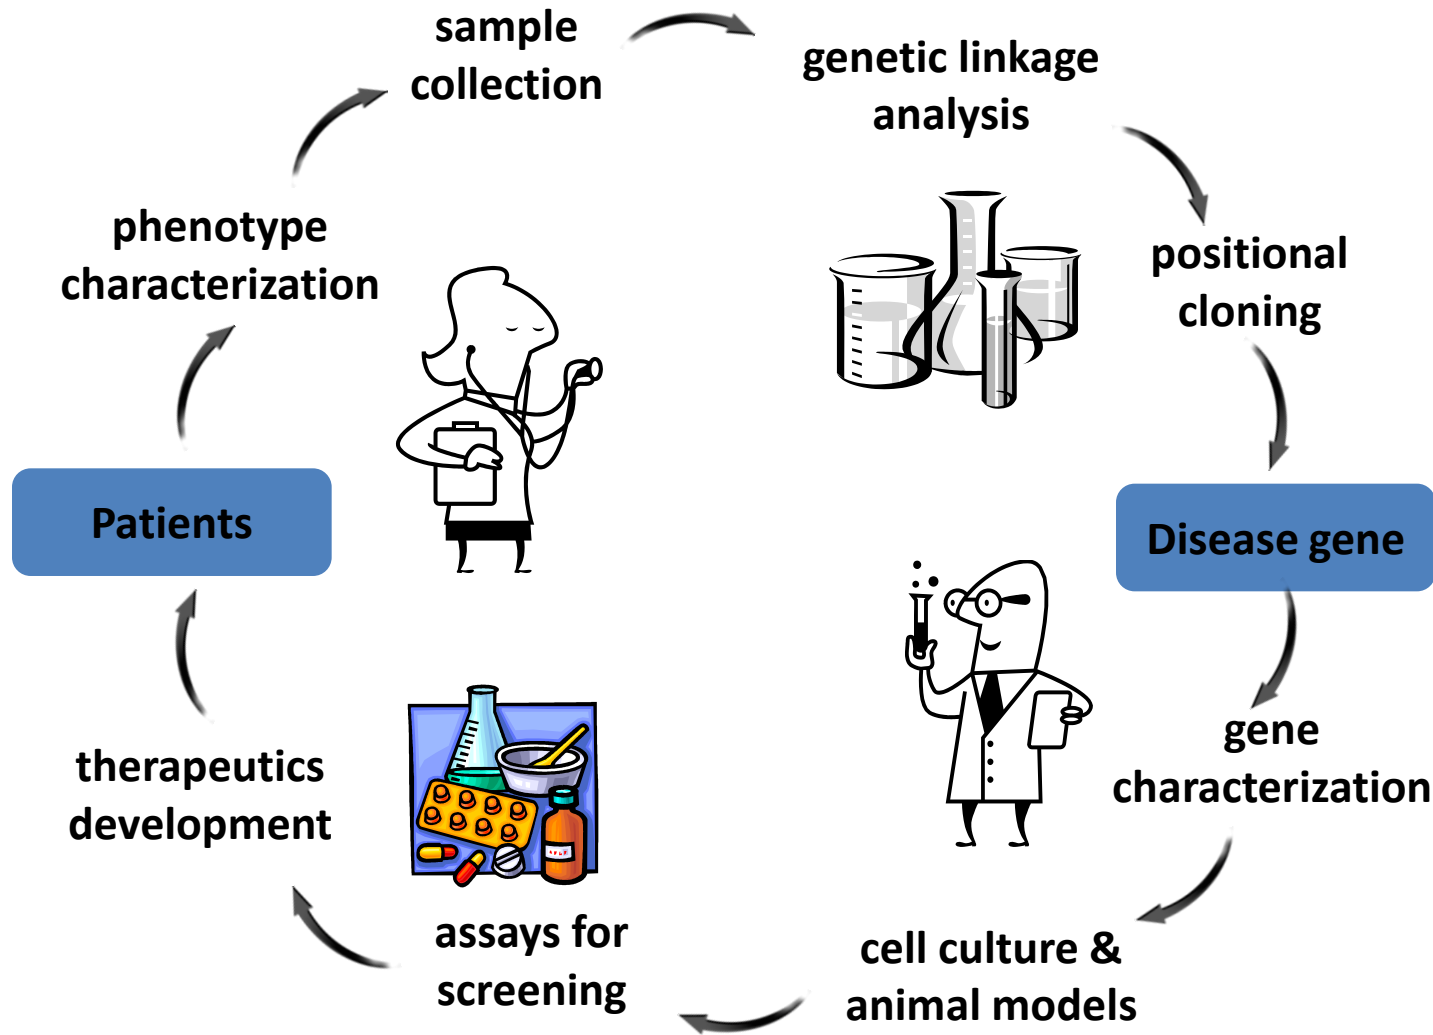 sample
collection
genetic linkage
analysis
phenotype
characterization
positional
cloning
Patients
Disease gene
gene
characterization
therapeutics
development
assays for
screening
cell culture &
animal models